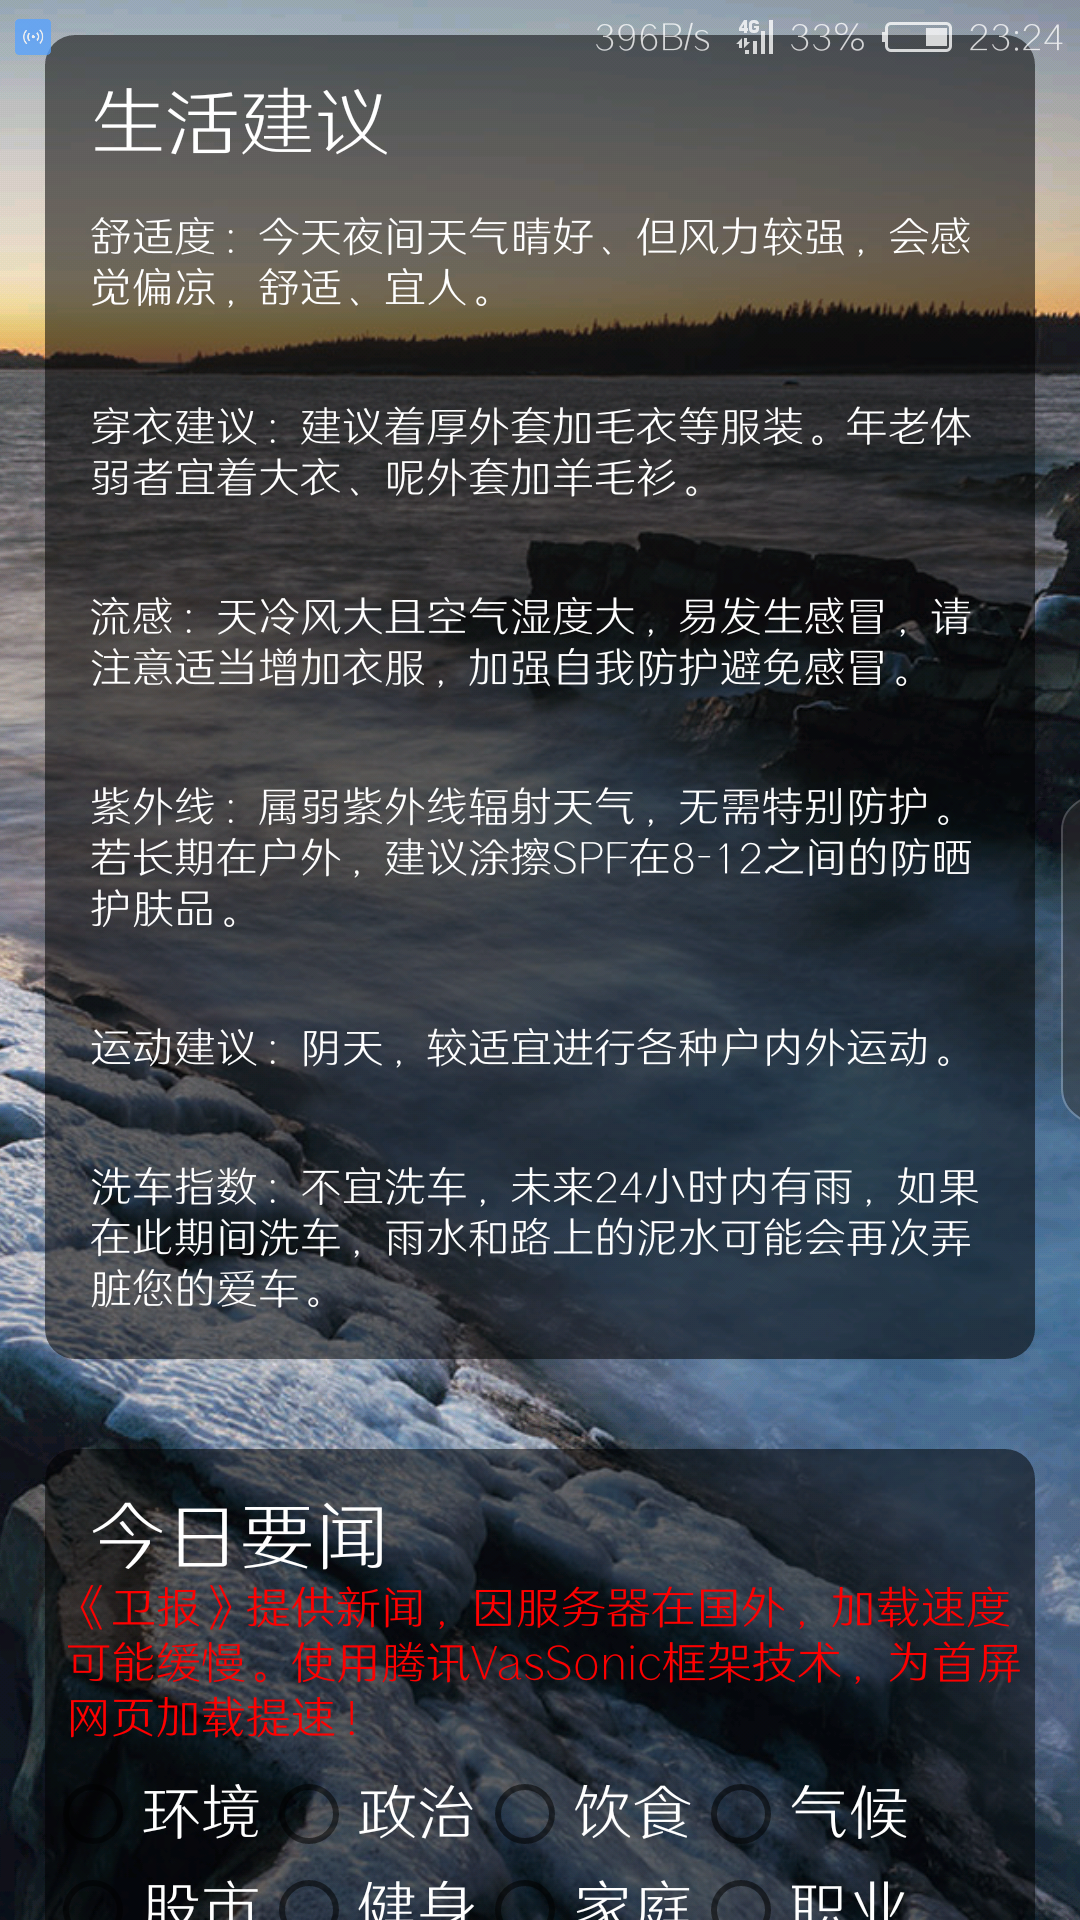 396B/s 4G 33% 23:24
生活建议
舒适度：今天夜间天气晴好、但风力较强，会感
觉偏凉，舒适、宜人。
穿衣建议：建议着厚外套加毛衣等服装。年老体
弱者宜着大衣、呢外套加羊毛衫。
流感：天冷风大且空气湿度大，易发生感冒，请
注意适当增加衣服，加强自我防护避免感冒。
紫外线：属弱紫外线辐射天气，无需特别防护。
若长期在户外，建议涂擦SPF在8-12之间的防晒
护肤品。
运动建议：阴天，较适宜进行各种户内外运动。
洗车指数：不宜洗车，未来24小时内有雨，如果
在此期间洗车，雨水和路上的泥水可能会再次弄
脏您的爱车。
今日要闻
《卫报》提供新闻，因服务器在国外，加载速度
可能缓慢。使用腾讯VasSonic框架技术，为首屏
网页加载提速！
环境 政治 饮食 气候
股市 健身 家庭 职业